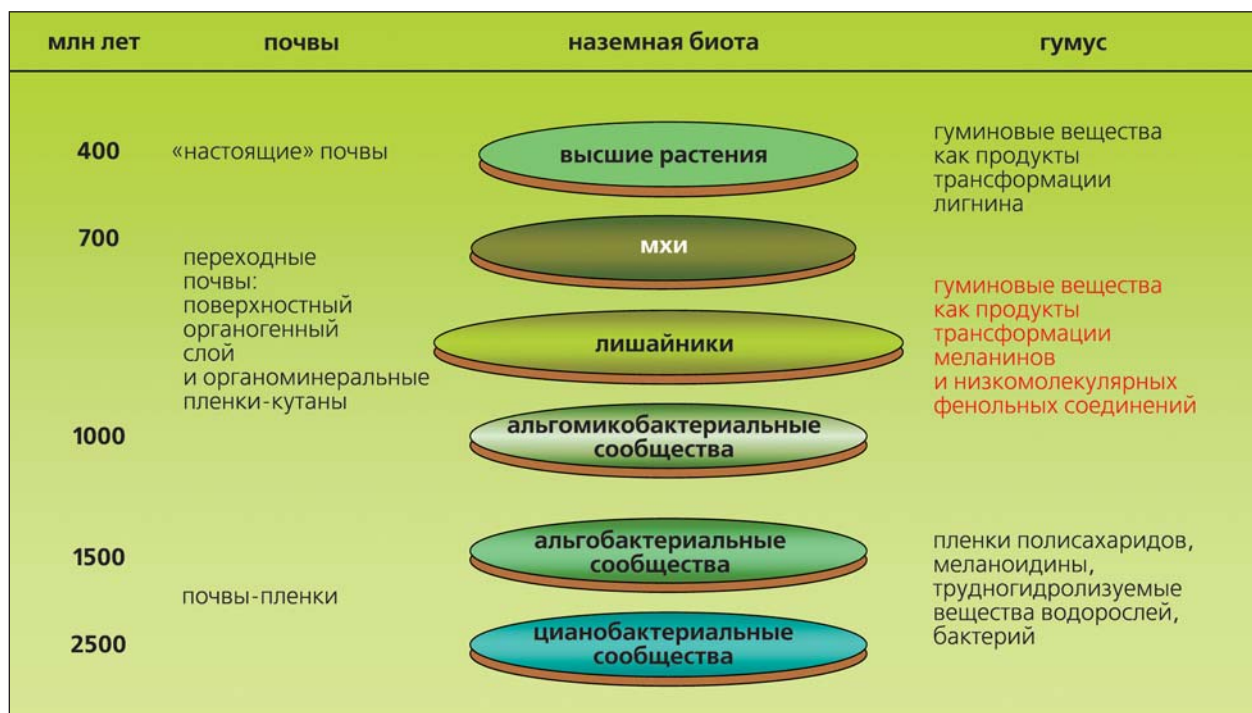 млн лет почвы наземная биота гумус
400
«настоящие» почвы
высшие растения
гуминовые вещества
как продукты
трансформации
лигнина
700
переходные
почвы:
поверхностный
органогенный
слой
и органоминеральные
пленки-кутаны
мхи
лишайники
гуминовые вещества
как продукты
трансформации
меланинов
и низкомолекулярных
фенольных соединений
1000
альгомикобактериальные
сообщества
1500
почвы-пленки
альгобактериальные
сообщества
пленки полисахаридов,
меланоидины,
трудногидролизуемые
вещества водорослей,
бактерий
2500
цианобактериальные
сообщества